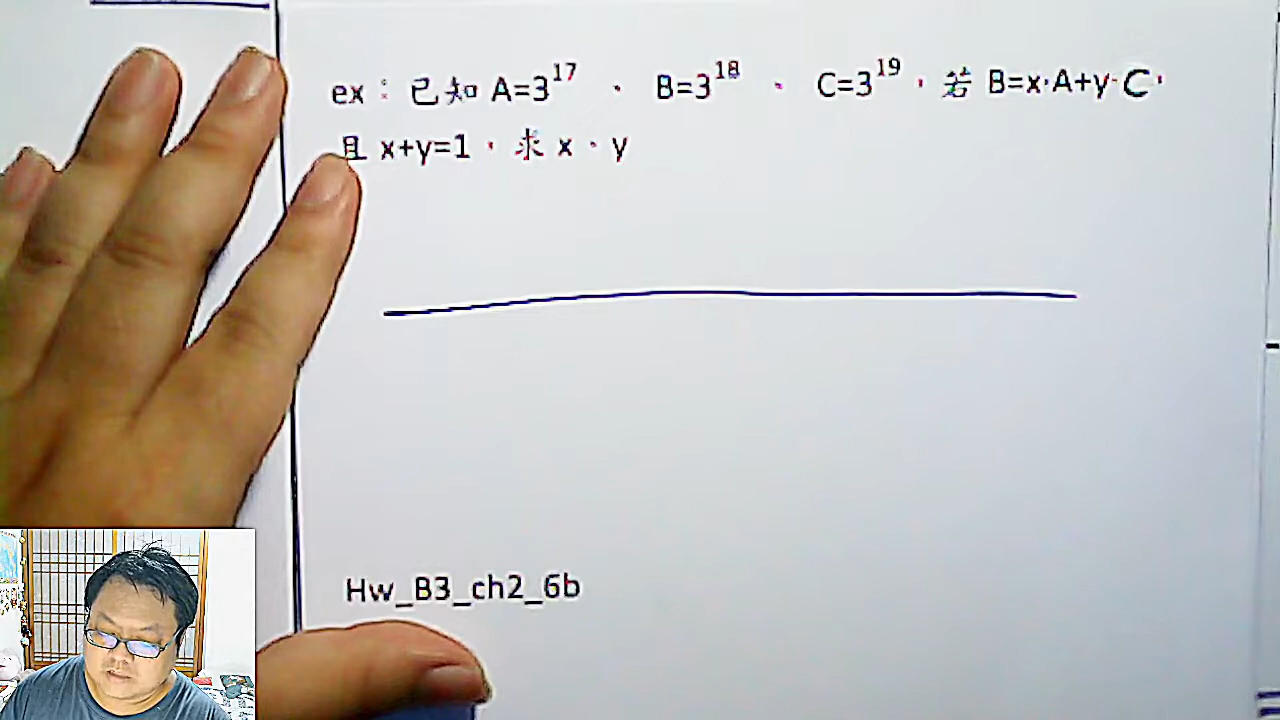 ex：已知 A=3¹⁷、B=3¹⁸、C=3¹⁹，若 B=x·A+y·C，
且 x+y=1，求 x、y
Hw_B3_ch2_6b